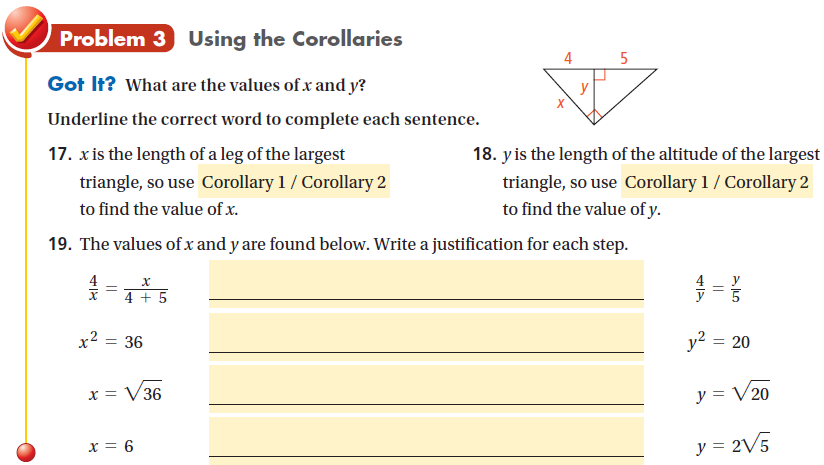 Problem 3 Using the Corollaries
Got It? What are the values of x and y?
Underline the correct word to complete each sentence.
4 5
y
x
17. x is the length of a leg of the largest
triangle, so use Corollary 1 / Corollary 2
to find the value of x.
18. y is the length of the altitude of the largest
triangle, so use Corollary 1 / Corollary 2
to find the value of y.
19. The values of x and y are found below. Write a justification for each step.
4/x = x/(4 + 5) 4/y = y/5
x² = 36 y² = 20
x = √36 y = √20
x = 6 y = 2√5